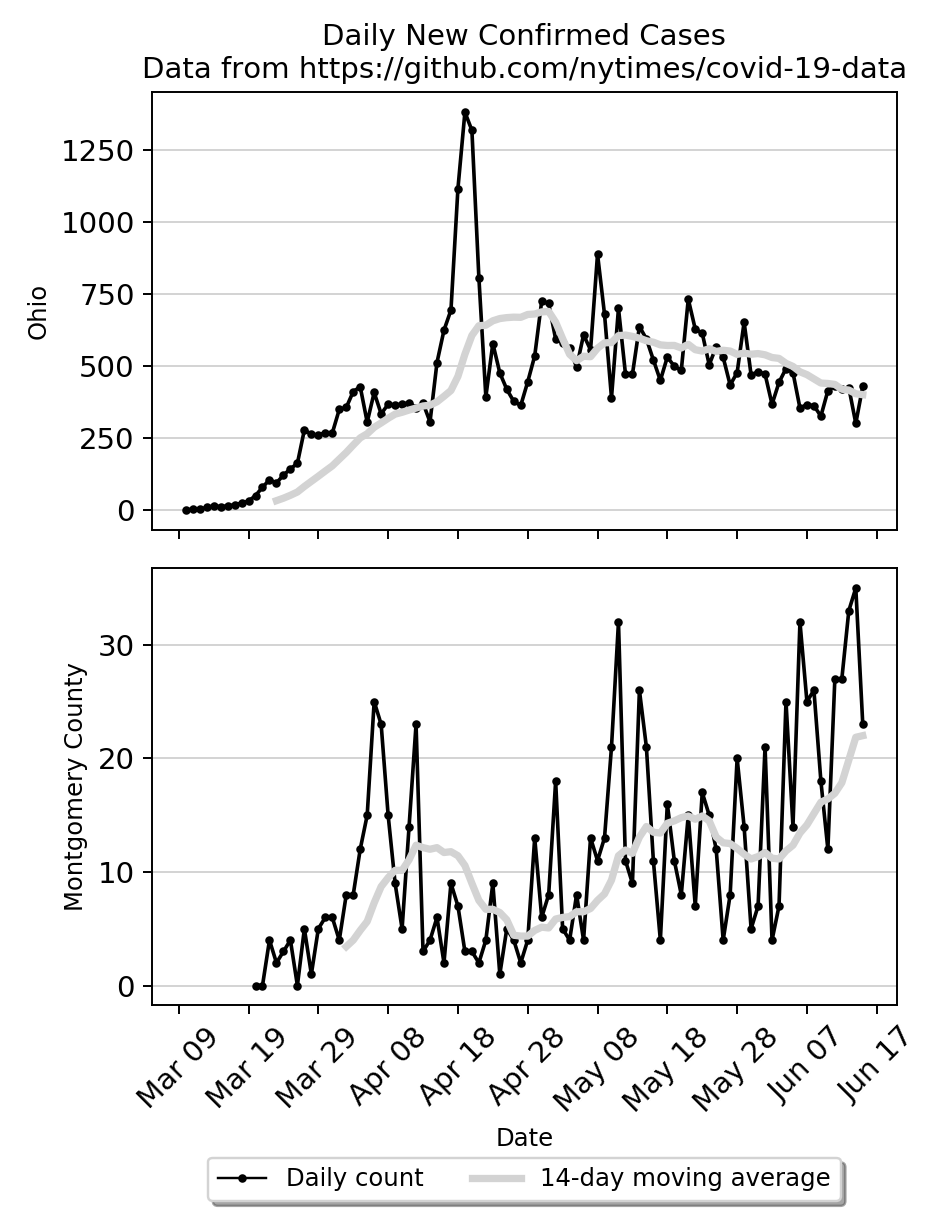 Daily New Confirmed Cases
Data from https://github.com/nytimes/covid-19-data
1250
1000
750
500
250
0
Ohio
30
20
10
0
Montgomery County
Mar 09
Mar 19
Mar 29
Apr 08
Apr 18
Apr 28
May 08
May 18
May 28
Jun 07
Jun 17
Date
Daily count
14-day moving average